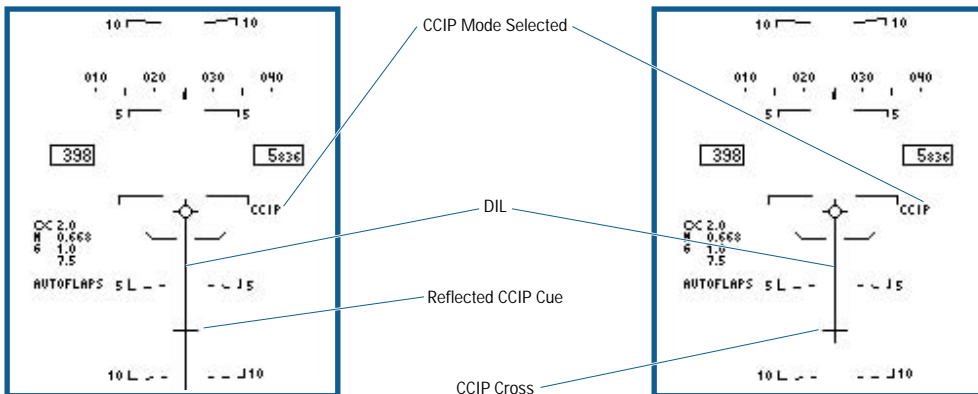 10 10
010 020 030 040
5 5
398 5836
CCIP
α 2.0
M 0.668
G 1.0
7.5
AUTOFLAPS 5 5
10 10
CCIP Mode Selected
DIL
Reflected CCIP Cue
CCIP Cross
10 10
010 020 030 040
5 5
398 5836
CCIP
α 2.0
M 0.668
G 1.0
7.5
AUTOFLAPS 5 5
10 10